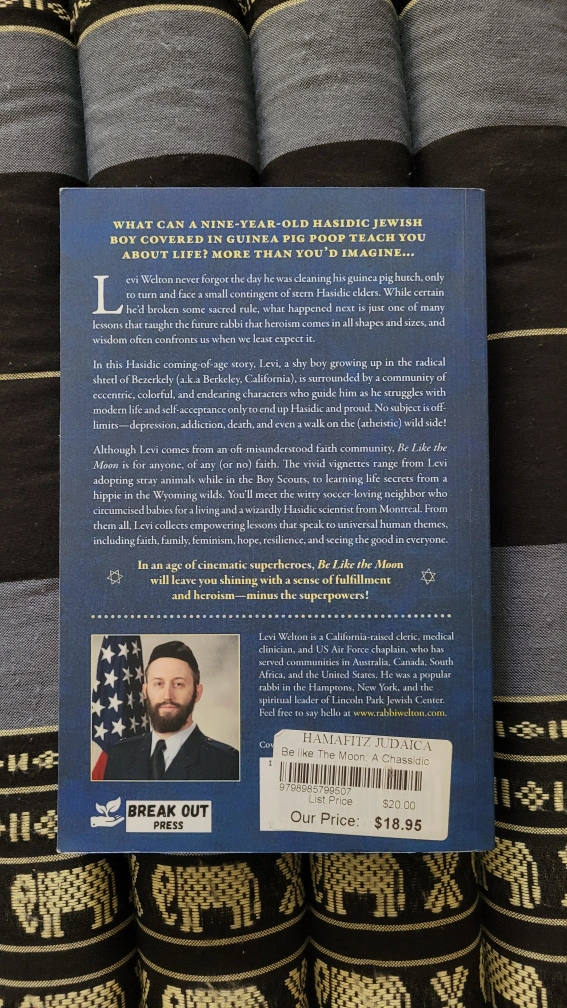 WHAT CAN A NINE-YEAR-OLD HASIDIC JEWISH
BOY COVERED IN GUINEA PIG POOP TEACH YOU
ABOUT LIFE? MORE THAN YOU'D IMAGINE...
Levi Welton never forgot the day he was cleaning his guinea pig hutch, only
to turn and face a small contingent of stern Hasidic elders. While certain
he'd broken some sacred rule, what happened next is just one of many
lessons that taught the future rabbi that heroism comes in all shapes and sizes, and
wisdom often confronts us when we least expect it.
In this Hasidic coming-of-age story, Levi, a shy boy growing up in the radical
shtetl of Bezerkely (a.k.a Berkeley, California), is surrounded by a community of
eccentric, colorful, and endearing characters who guide him as he struggles with
modern life and self-acceptance only to end up Hasidic and proud. No subject is off-
limits—depression, addiction, death, and even a walk on the (atheistic) wild side!
Although Levi comes from an oft-misunderstood faith community, Be Like the
Moon is for anyone, of any (or no) faith. The vivid vignettes range from Levi
adopting stray animals while in the Boy Scouts, to learning life secrets from a
hippie in the Wyoming wilds. You'll meet the witty soccer-loving neighbor who
circumcised babies for a living and a wizardly Hasidic scientist from Montreal. From
them all, Levi collects empowering lessons that speak to universal human themes,
including faith, family, feminism, hope, resilience, and seeing the good in everyone.
In an age of cinematic superheroes, Be Like the Moon
will leave you shining with a sense of fulfillment
and heroism—minus the superpowers!
Levi Welton is a California-raised cleric, medical
clinician, and US Air Force chaplain, who has
served communities in Australia, Canada, South
Africa, and the United States. He was a popular
rabbi in the Hamptons, New York, and the
spiritual leader of Lincoln Park Jewish Center.
Feel free to say hello at www.rabbiwelton.com.
Cov
HAMAFITZ JUDAICA
Be like The Moon: A Chassidic
9798985799507
List Price $20.00
Our Price: $18.95
BREAK OUT
PRESS